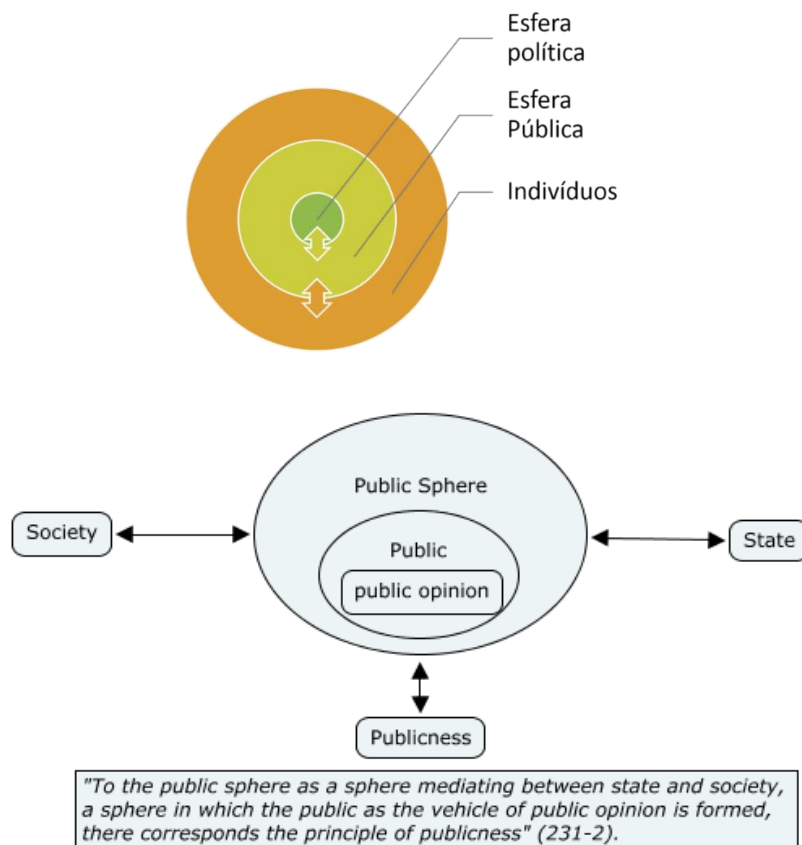 Esfera
política
Esfera
Pública
Indivíduos
Public Sphere
Society
State
Public
public opinion
Publicness
"To the public sphere as a sphere mediating between state and society,
a sphere in which the public as the vehicle of public opinion is formed,
there corresponds the principle of publicness" (231-2).